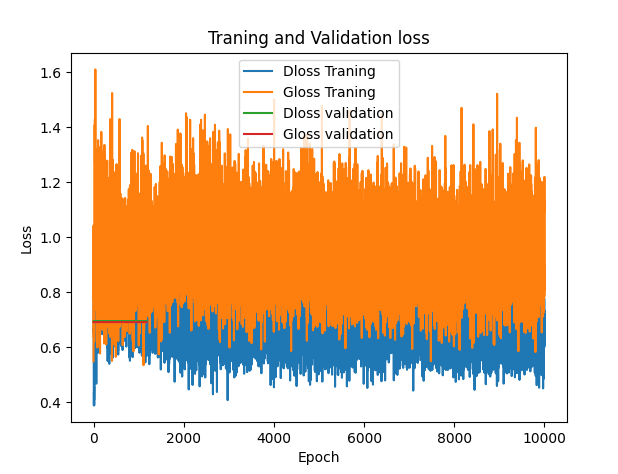 Traning and Validation loss
Dloss Traning
Gloss Traning
Dloss validation
Gloss validation
1.6
1.4
1.2
1.0
0.8
0.6
0.4
Loss
0
2000
4000
6000
8000
10000
Epoch